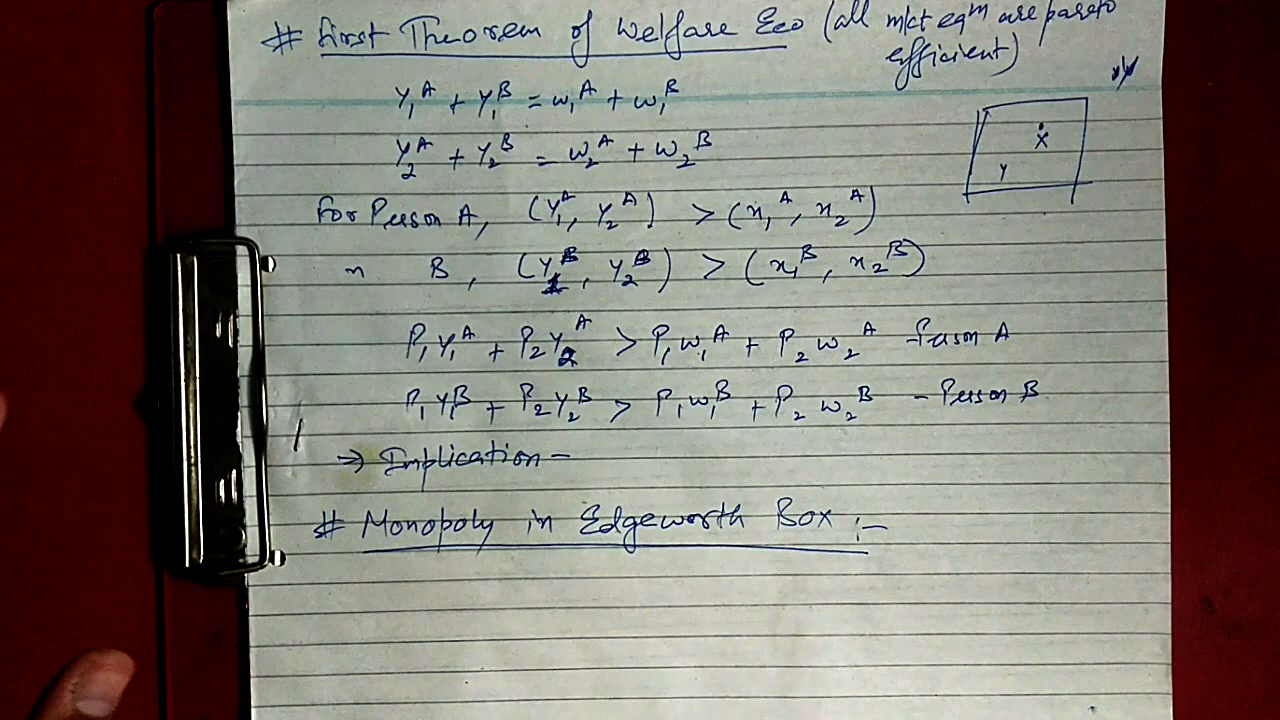 # First Theorem of Welfare Eco (all mkt eqᵐ are pareto
efficient)
Y₁ᴬ + Y₁ᴮ = w₁ᴬ + w₁ᴮ
Y₂ᴬ + Y₂ᴮ = w₂ᴬ + w₂ᴮ
X
Y
For Person A, (Y₁ᴬ, Y₂ᴬ) > (x₁ᴬ, x₂ᴬ)
" B, (Y₁ᴮ, Y₂ᴮ) > (x₁ᴮ, x₂ᴮ)
P₁Y₁ᴬ + P₂Y₂ᴬ > P₁w₁ᴬ + P₂w₂ᴬ - Person A
P₁Y₁ᴮ + P₂Y₂ᴮ > P₁w₁ᴮ + P₂w₂ᴮ - Person B
→ Implication -
# Monopoly in Edgeworth Box :-